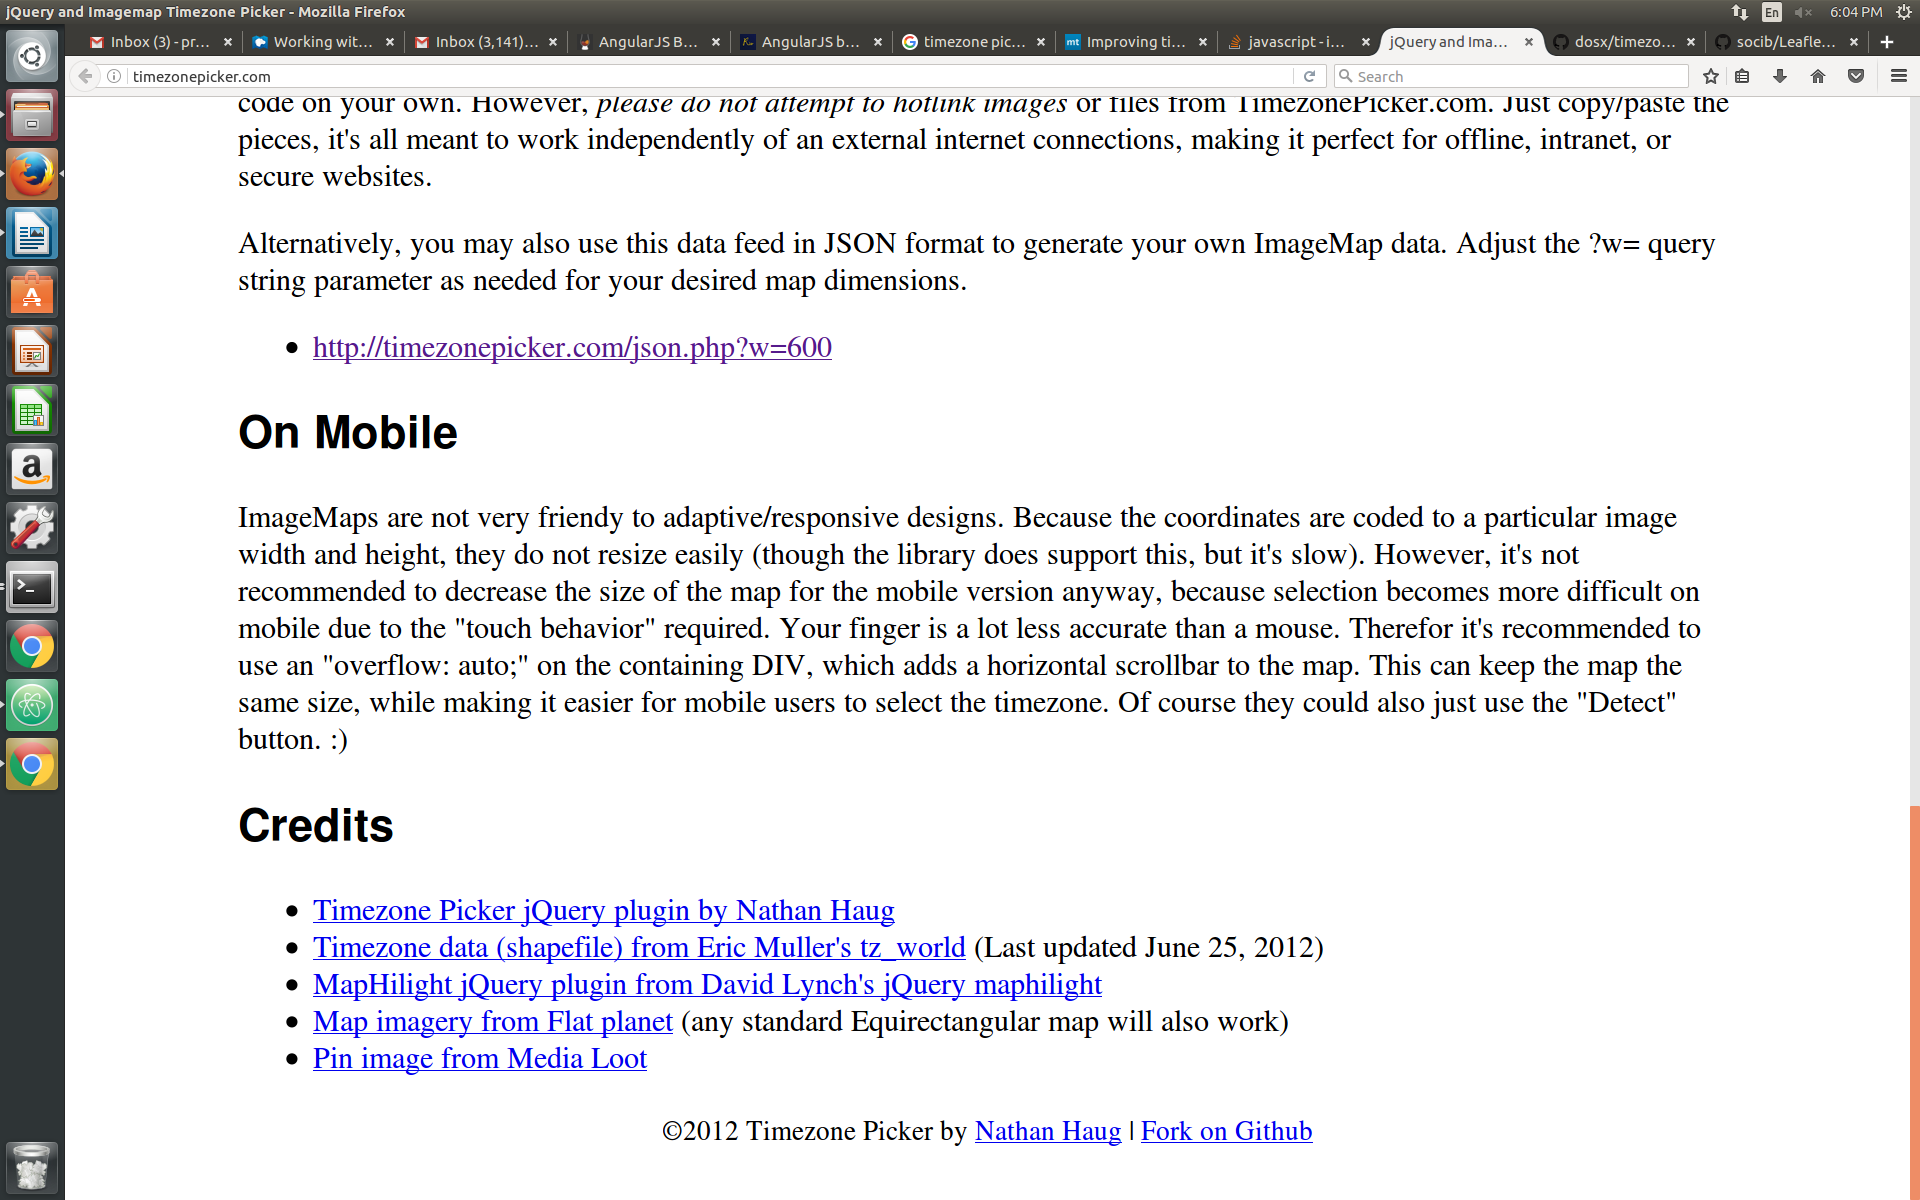 jQuery and Imagemap Timezone Picker - Mozilla Firefox
En
6:04 PM
Inbox (3) - pr...
Working wit...
Inbox (3,141)...
AngularJS B...
AngularJS b...
timezone pic...
mt Improving ti...
javascript - i...
jQuery and Ima...
dosx/timezo...
socib/Leafle...
timezonepicker.com
Search
code on your own. However, please do not attempt to hotlink images or files from TimezonePicker.com. Just copy/paste the
pieces, it's all meant to work independently of an external internet connections, making it perfect for offline, intranet, or
secure websites.
Alternatively, you may also use this data feed in JSON format to generate your own ImageMap data. Adjust the ?w= query
string parameter as needed for your desired map dimensions.
http://timezonepicker.com/json.php?w=600
On Mobile
ImageMaps are not very friendy to adaptive/responsive designs. Because the coordinates are coded to a particular image
width and height, they do not resize easily (though the library does support this, but it's slow). However, it's not
recommended to decrease the size of the map for the mobile version anyway, because selection becomes more difficult on
mobile due to the "touch behavior" required. Your finger is a lot less accurate than a mouse. Therefor it's recommended to
use an "overflow: auto;" on the containing DIV, which adds a horizontal scrollbar to the map. This can keep the map the
same size, while making it easier for mobile users to select the timezone. Of course they could also just use the "Detect"
button. :)
Credits
Timezone Picker jQuery plugin by Nathan Haug
Timezone data (shapefile) from Eric Muller's tz_world (Last updated June 25, 2012)
MapHilight jQuery plugin from David Lynch's jQuery maphilight
Map imagery from Flat planet (any standard Equirectangular map will also work)
Pin image from Media Loot
©2012 Timezone Picker by Nathan Haug | Fork on Github